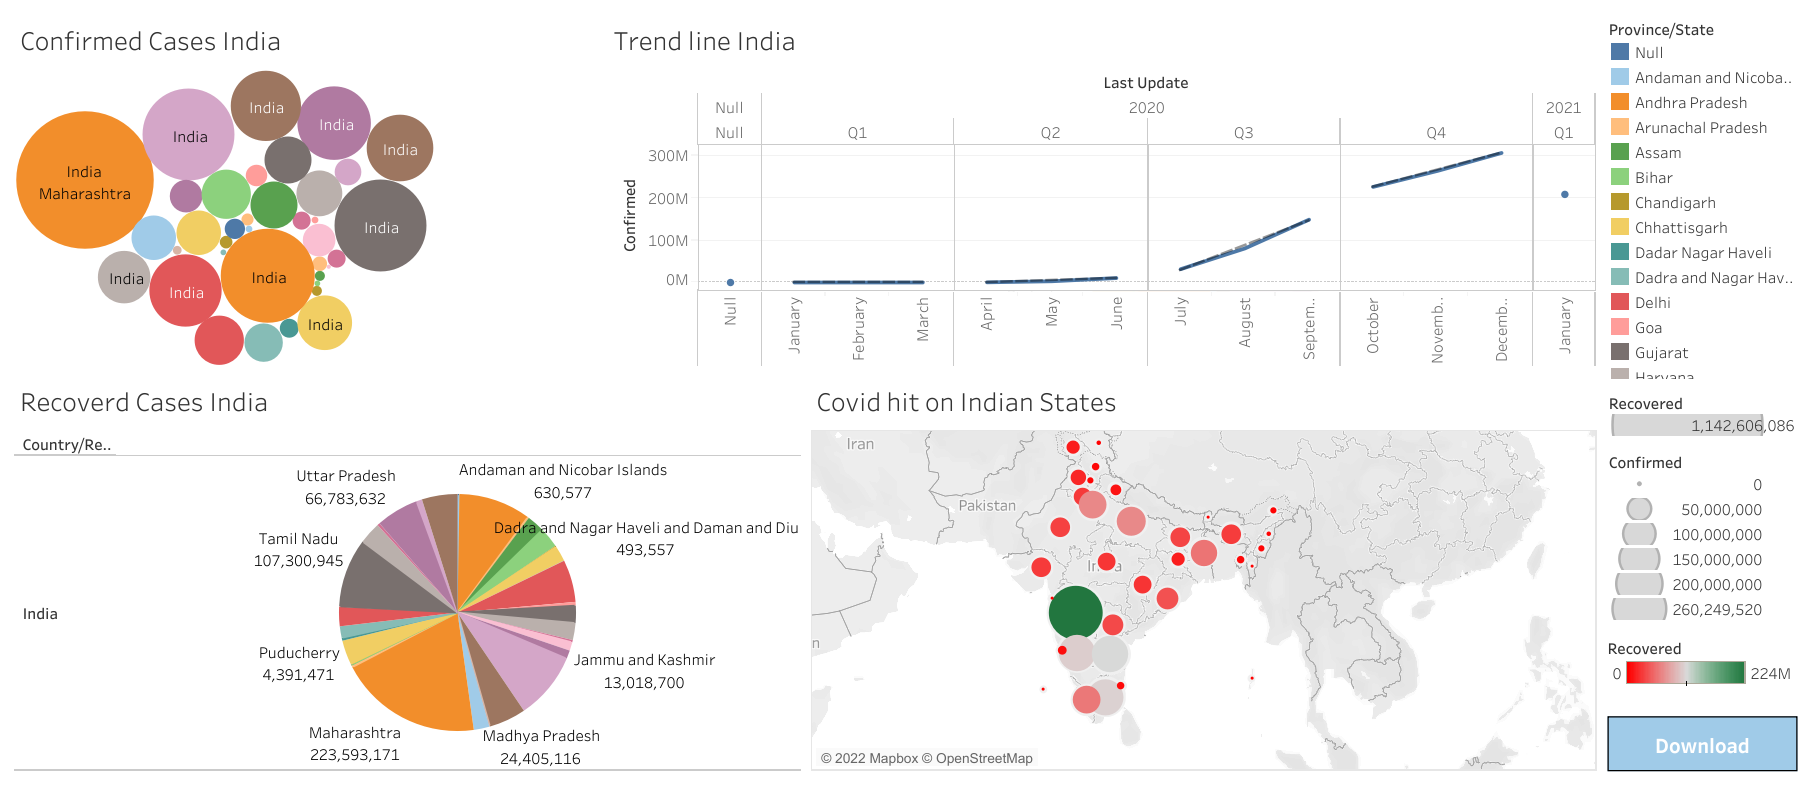 Confirmed Cases India
India
India
India
India
India
Maharashtra
India
India
India
India
India
Trend line India
Last Update
Null
2020
2021
Null
Q1
Q2
Q3
Q4
Q1
Confirmed
300M
200M
100M
0M
Null
January
February
March
April
May
June
July
August
Septem..
October
Novemb..
Decemb..
January
Province/State
Null
Andaman and Nicoba..
Andhra Pradesh
Arunachal Pradesh
Assam
Bihar
Chandigarh
Chhattisgarh
Dadar Nagar Haveli
Dadra and Nagar Hav..
Delhi
Goa
Gujarat
Haryana
Recoverd Cases India
Country/Re..
India
Uttar Pradesh
66,783,632
Andaman and Nicobar Islands
630,577
Dadra and Nagar Haveli and Daman and Diu
493,557
Tamil Nadu
107,300,945
Puducherry
4,391,471
Jammu and Kashmir
13,018,700
Maharashtra
223,593,171
Madhya Pradesh
24,405,116
Covid hit on Indian States
Iran
Pakistan
India
n
© 2022 Mapbox © OpenStreetMap
Recovered
1,142,606,086
Confirmed
0
50,000,000
100,000,000
150,000,000
200,000,000
260,249,520
Recovered
0
224M
Download